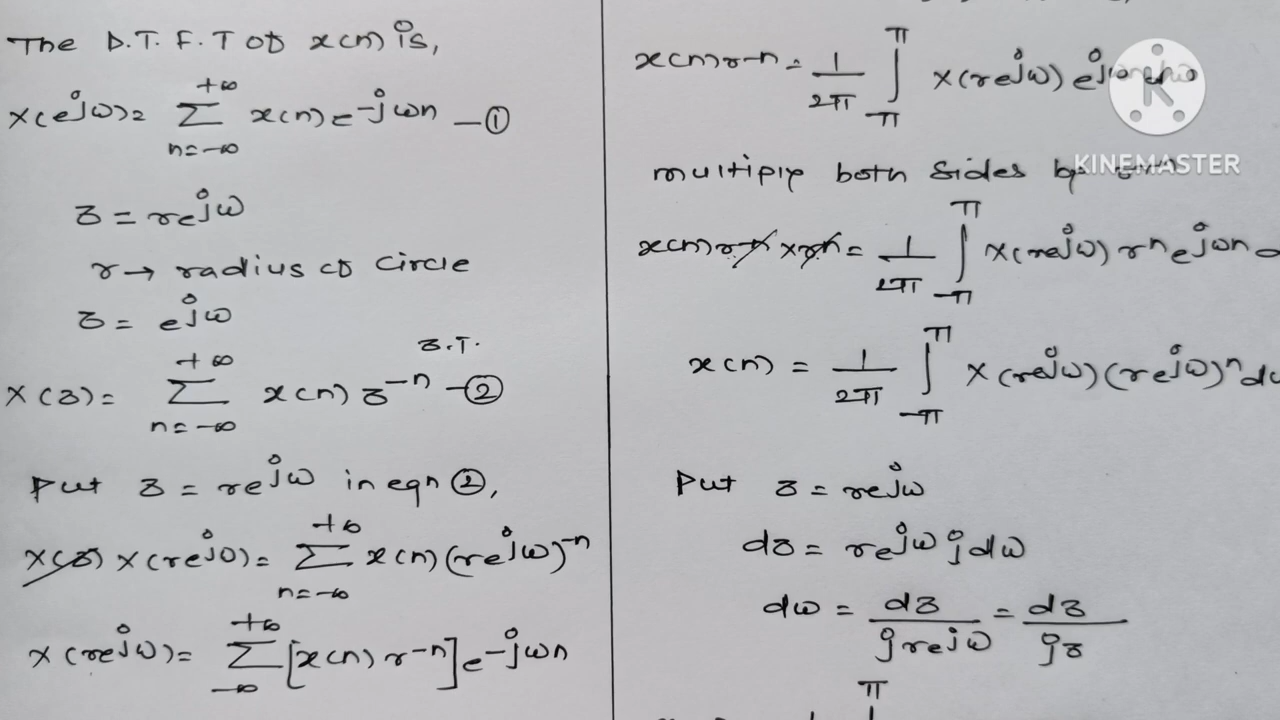 The D.T.F.T of x(n) is,
X(e^jω) = Σ_{n=-∞}^{+∞} x(n) e^-jωn —①
z = re^jω
r → radius of circle
z = e^jω
z.T.
X(z) = Σ_{n=-∞}^{+∞} x(n) z^-n —②
Put z = re^jω in eqn ②,
X(z) X(re^jω) = Σ_{n=-∞}^{+∞} x(n) (re^jω)^-n
X(re^jω) = Σ_{-∞}^{+∞} [x(n) r^-n] e^-jωn
x(n) r^-n = 1/2π ∫_{-π}^{π} X(re^jω) e^jωn dω
KINEMASTER
multiply both sides by
x(n) r^-n × r^n = 1/2π ∫_{-π}^{π} X(re^jω) r^n e^jωn
x(n) = 1/2π ∫_{-π}^{π} X(re^jω) (re^jω)^n dω
Put z = re^jω
dz = re^jω j dω
dω = dz/jre^jω = dz/jz
π